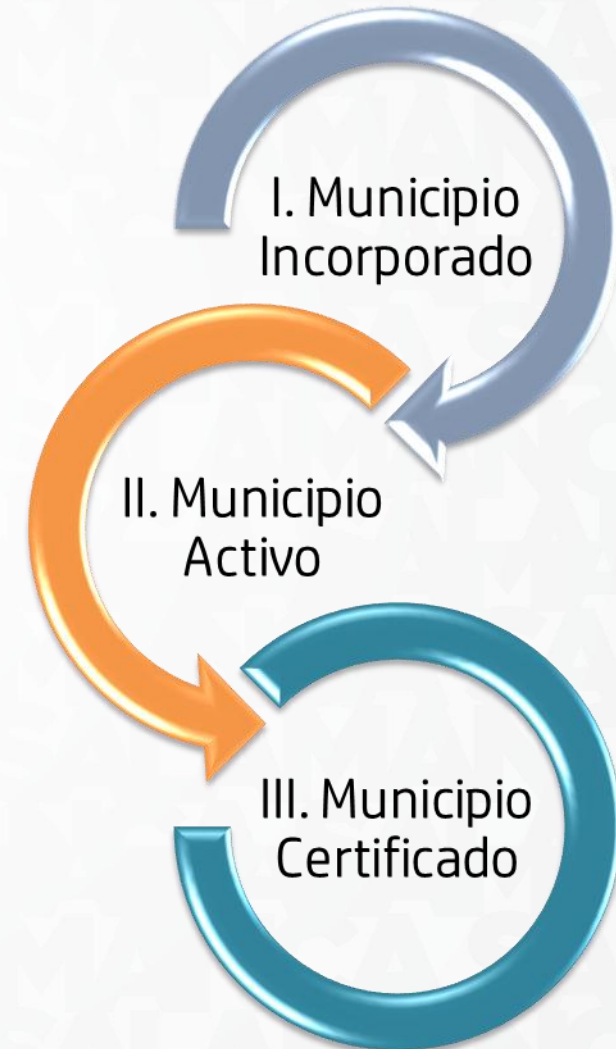 I. Municipio
Incorporado
II. Municipio
Activo
III. Municipio
Certificado